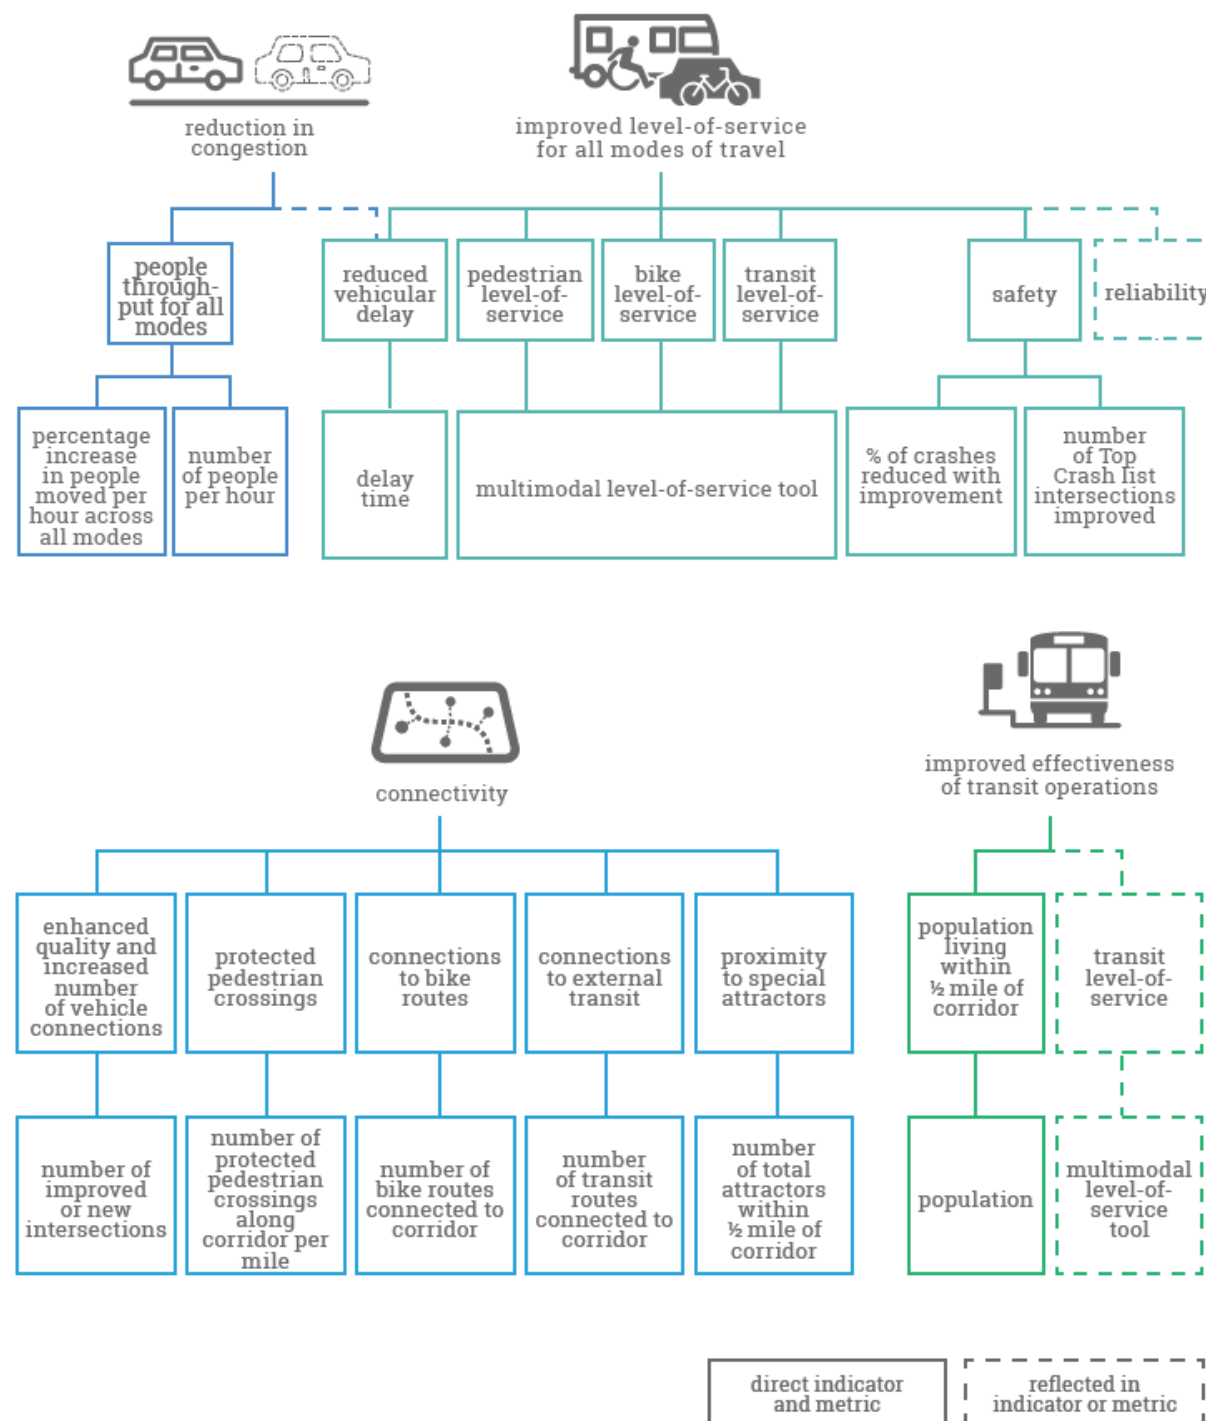 reduction in
congestion
improved level-of-service
for all modes of travel
people
through-
put for all
modes
reduced
vehicular
delay
pedestrian
level-of-
service
bike
level-of-
service
transit
level-of-
service
safety
reliability
percentage
increase
in people
moved per
hour across
all modes
number
of people
per hour
delay
time
multimodal level-of-service tool
% of crashes
reduced with
improvement
number
of Top
Crash list
intersections
improved
connectivity
improved effectiveness
of transit operations
enhanced
quality and
increased
number
of vehicle
connections
protected
pedestrian
crossings
connections
to bike
routes
connections
to external
transit
proximity
to special
attractors
population
living
within
½ mile of
corridor
transit
level-of-
service
number of
improved
or new
intersections
number of
protected
pedestrian
crossings
along
corridor per
mile
number of
bike routes
connected to
corridor
number
of transit
routes
connected to
corridor
number
of total
attractors
within
½ mile of
corridor
population
multimodal
level-of-
service
tool
direct indicator
and metric
reflected in
indicator or metric